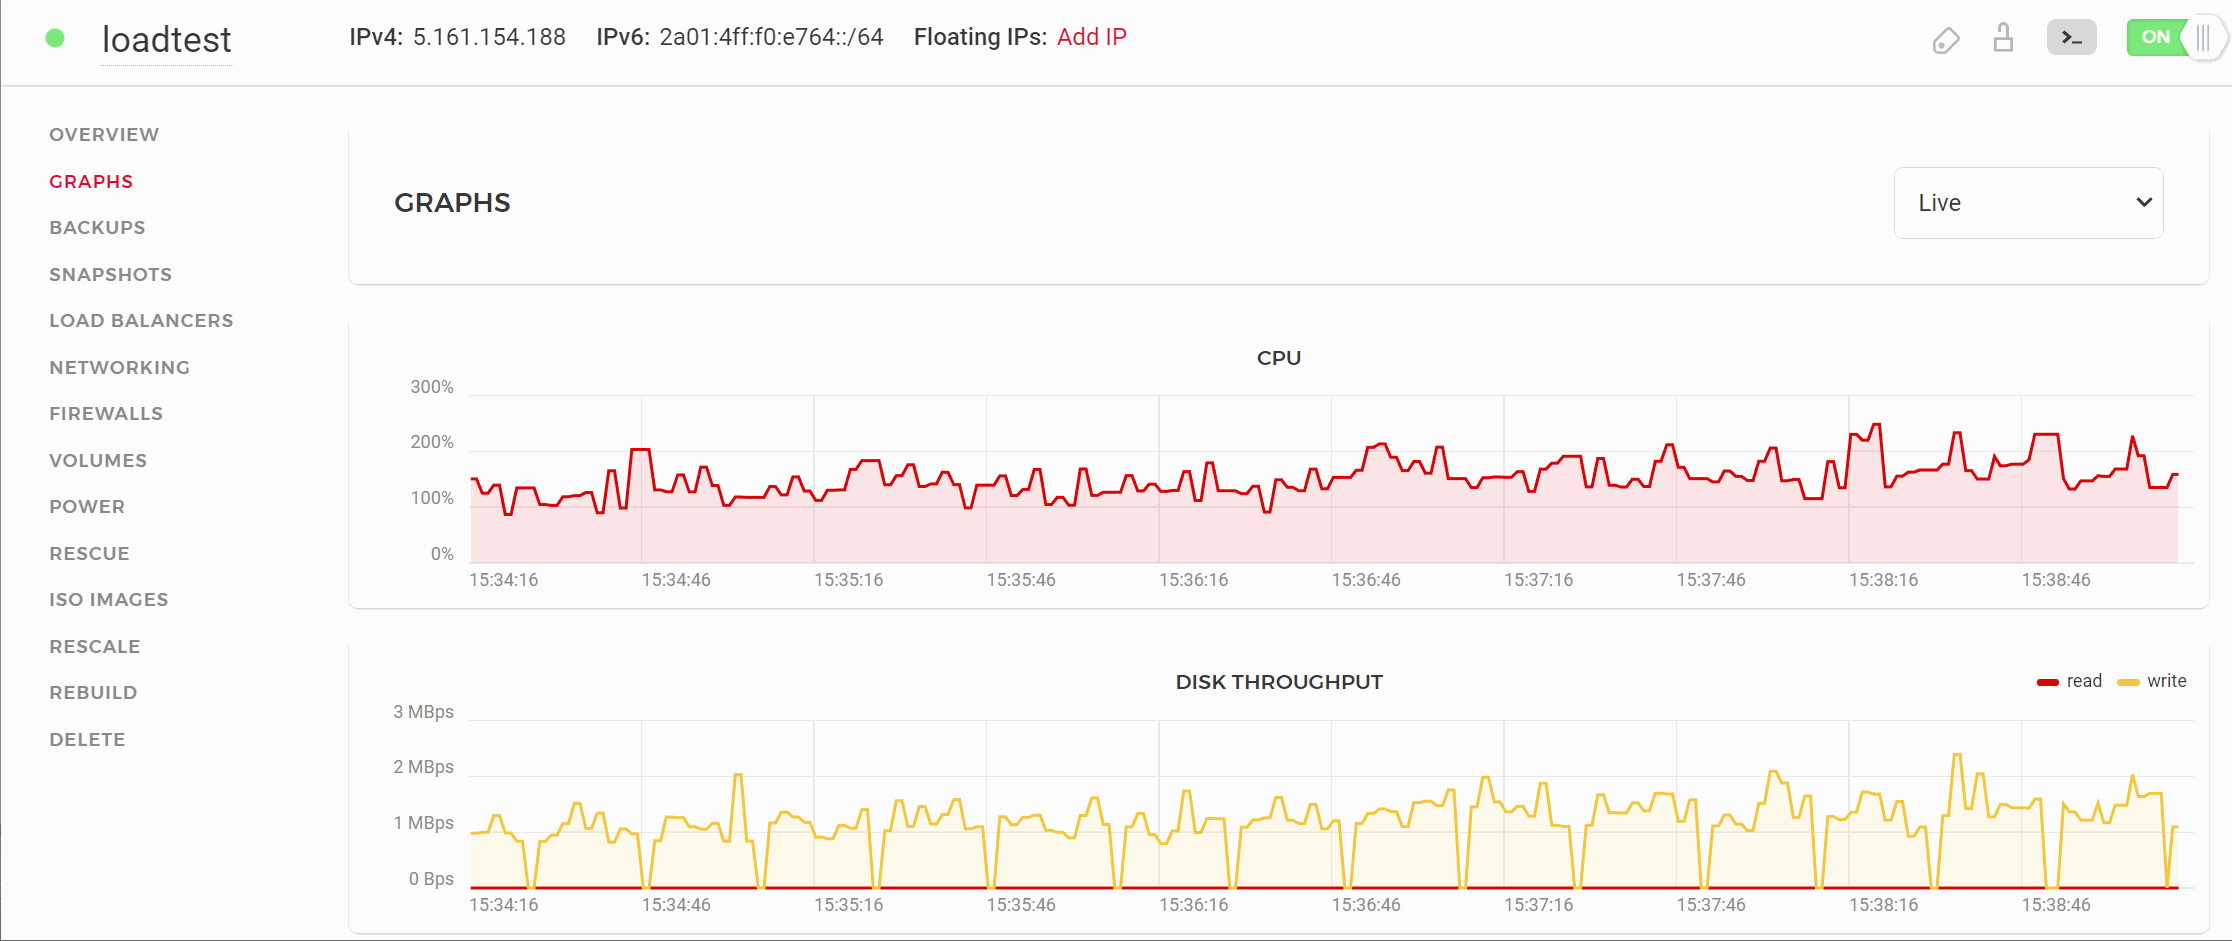 loadtest IPv4: 5.161.154.188 IPv6: 2a01:4ff:f0:e764::/64 Floating IPs: Add IP >_ ON
OVERVIEW
GRAPHS
BACKUPS
SNAPSHOTS
LOAD BALANCERS
NETWORKING
FIREWALLS
VOLUMES
POWER
RESCUE
ISO IMAGES
RESCALE
REBUILD
DELETE
GRAPHS Live
CPU
300%
200%
100%
0%
15:34:16 15:34:46 15:35:16 15:35:46 15:36:16 15:36:46 15:37:16 15:37:46 15:38:16 15:38:46
DISK THROUGHPUT read write
3 MBps
2 MBps
1 MBps
0 Bps
15:34:16 15:34:46 15:35:16 15:35:46 15:36:16 15:36:46 15:37:16 15:37:46 15:38:16 15:38:46